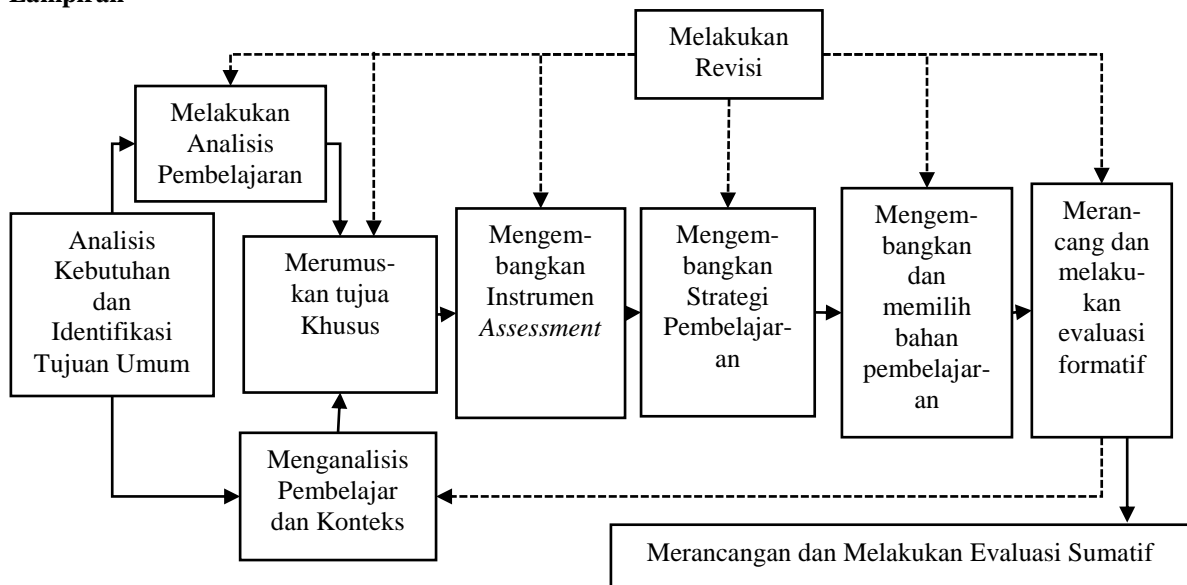 Lampiran
Melakukan
Revisi
Melakukan
Analisis
Pembelajaran
Analisis
Kebutuhan
dan
Identifikasi
Tujuan Umum
Merumus-
kan tujua
Khusus
Mengem-
bangkan
Instrumen
Assessment
Mengem-
bangkan
Strategi
Pembelajar-
an
Mengem-
bangkan
dan
memilih
bahan
pembelajar-
an
Meran-
cang dan
melaku-
kan
evaluasi
formatif
Menganalisis
Pembelajar
dan Konteks
Merancangan dan Melakukan Evaluasi Sumatif